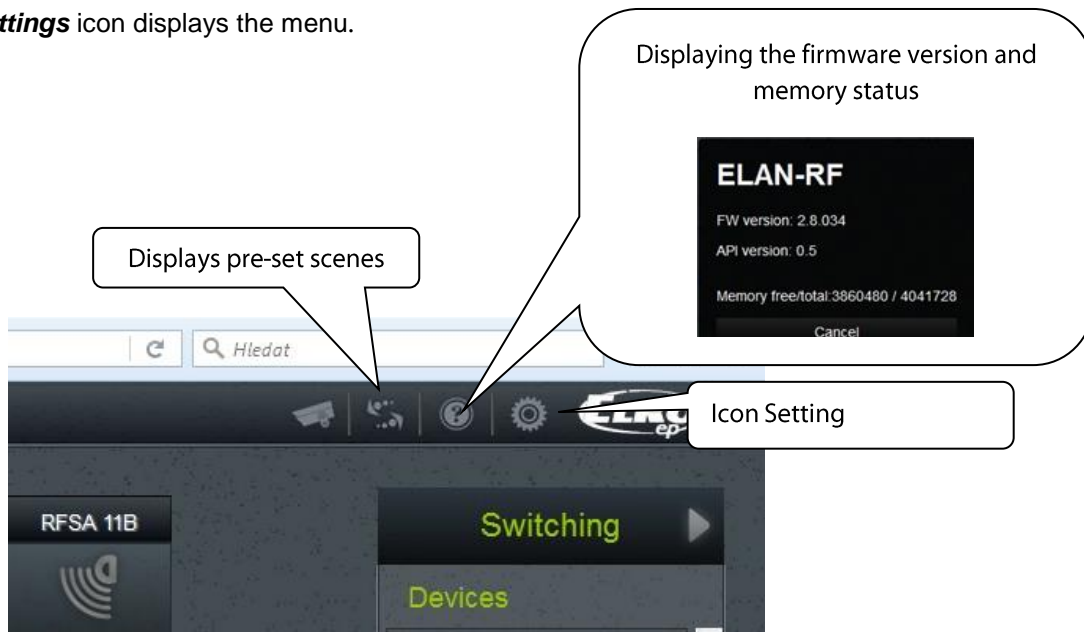 ttings icon displays the menu.
Displaying the firmware version and
memory status
ELAN-RF
FW version: 2.8.034
API version: 0.5
Memory free/total:3860480 / 4041728
Cancel
Displays pre-set scenes
Hledat
Icon Setting
ep
RFSA 11B
Switching
Devices